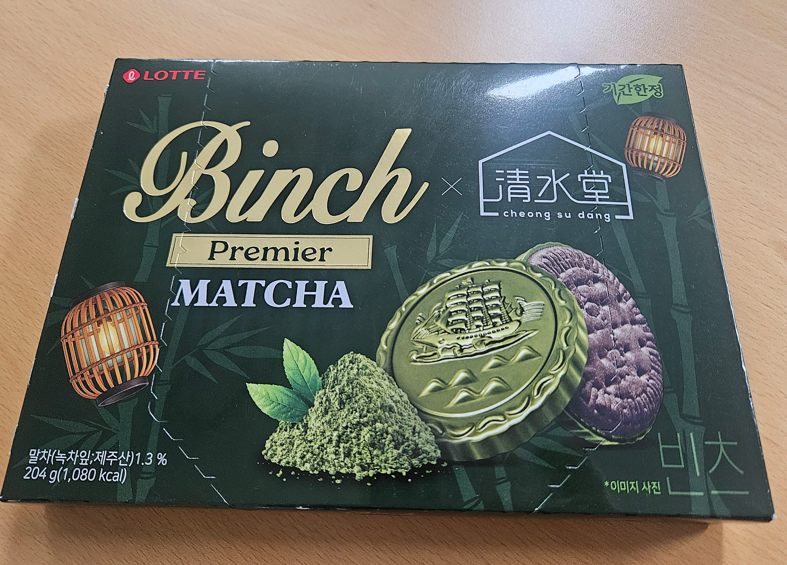 LOTTE
기간한정
Binch × 清水堂
cheong su dang
Premier
MATCHA
말차(녹차잎;제주산)1.3 %
204 g(1,080 kcal)
빈츠
*이미지 사진